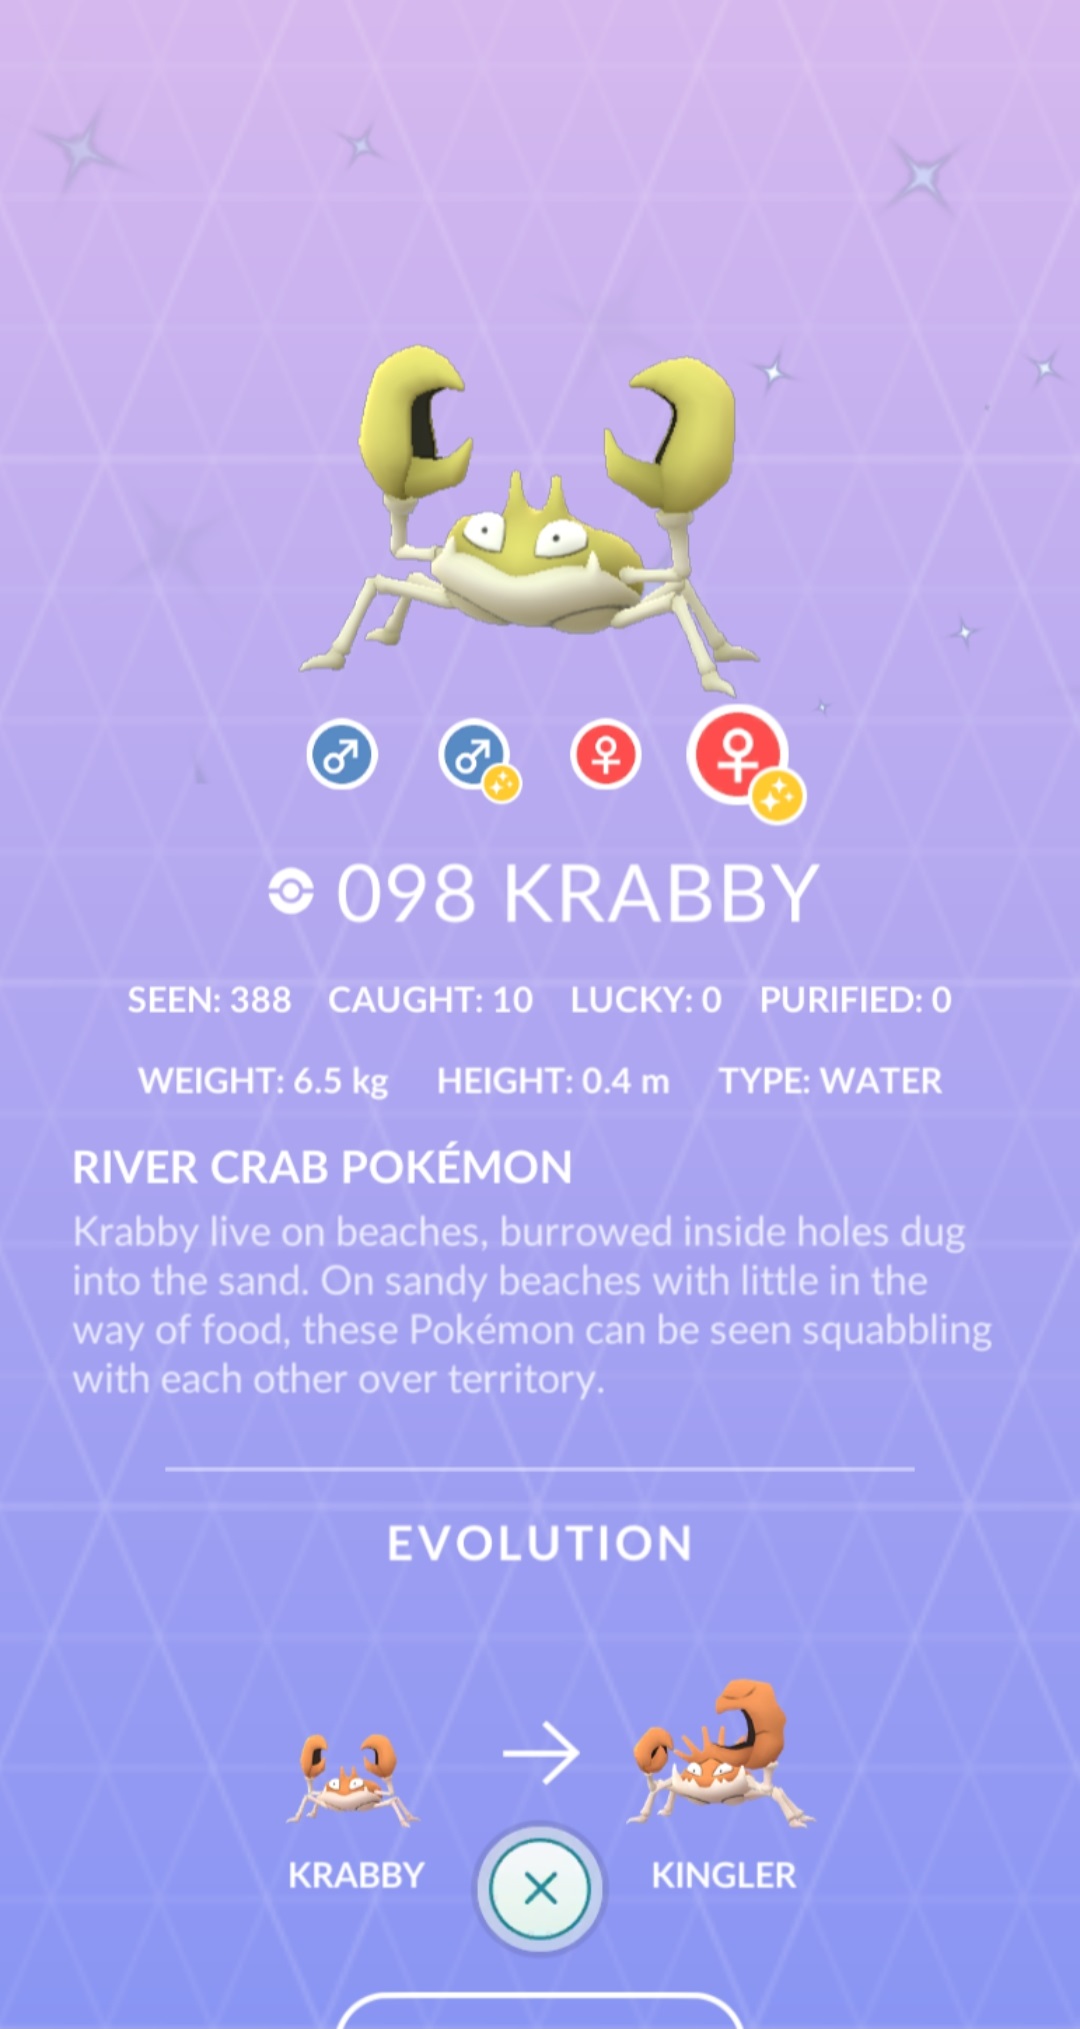 098 KRABBY
SEEN: 388 CAUGHT: 10 LUCKY: 0 PURIFIED: 0
WEIGHT: 6.5 kg HEIGHT: 0.4 m TYPE: WATER
RIVER CRAB POKÉMON
Krabby live on beaches, burrowed inside holes dug
into the sand. On sandy beaches with little in the
way of food, these Pokémon can be seen squabbling
with each other over territory.
EVOLUTION
KRABBY KINGLER